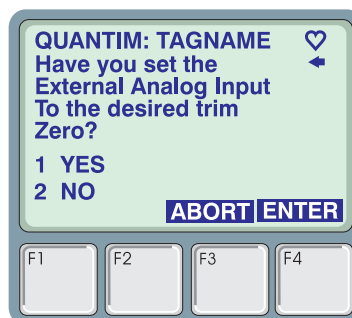 QUANTIM: TAGNAME
Have you set the
External Analog Input
To the desired trim
Zero?
1 YES
2 NO
ABORT ENTER
F1 F2 F3 F4